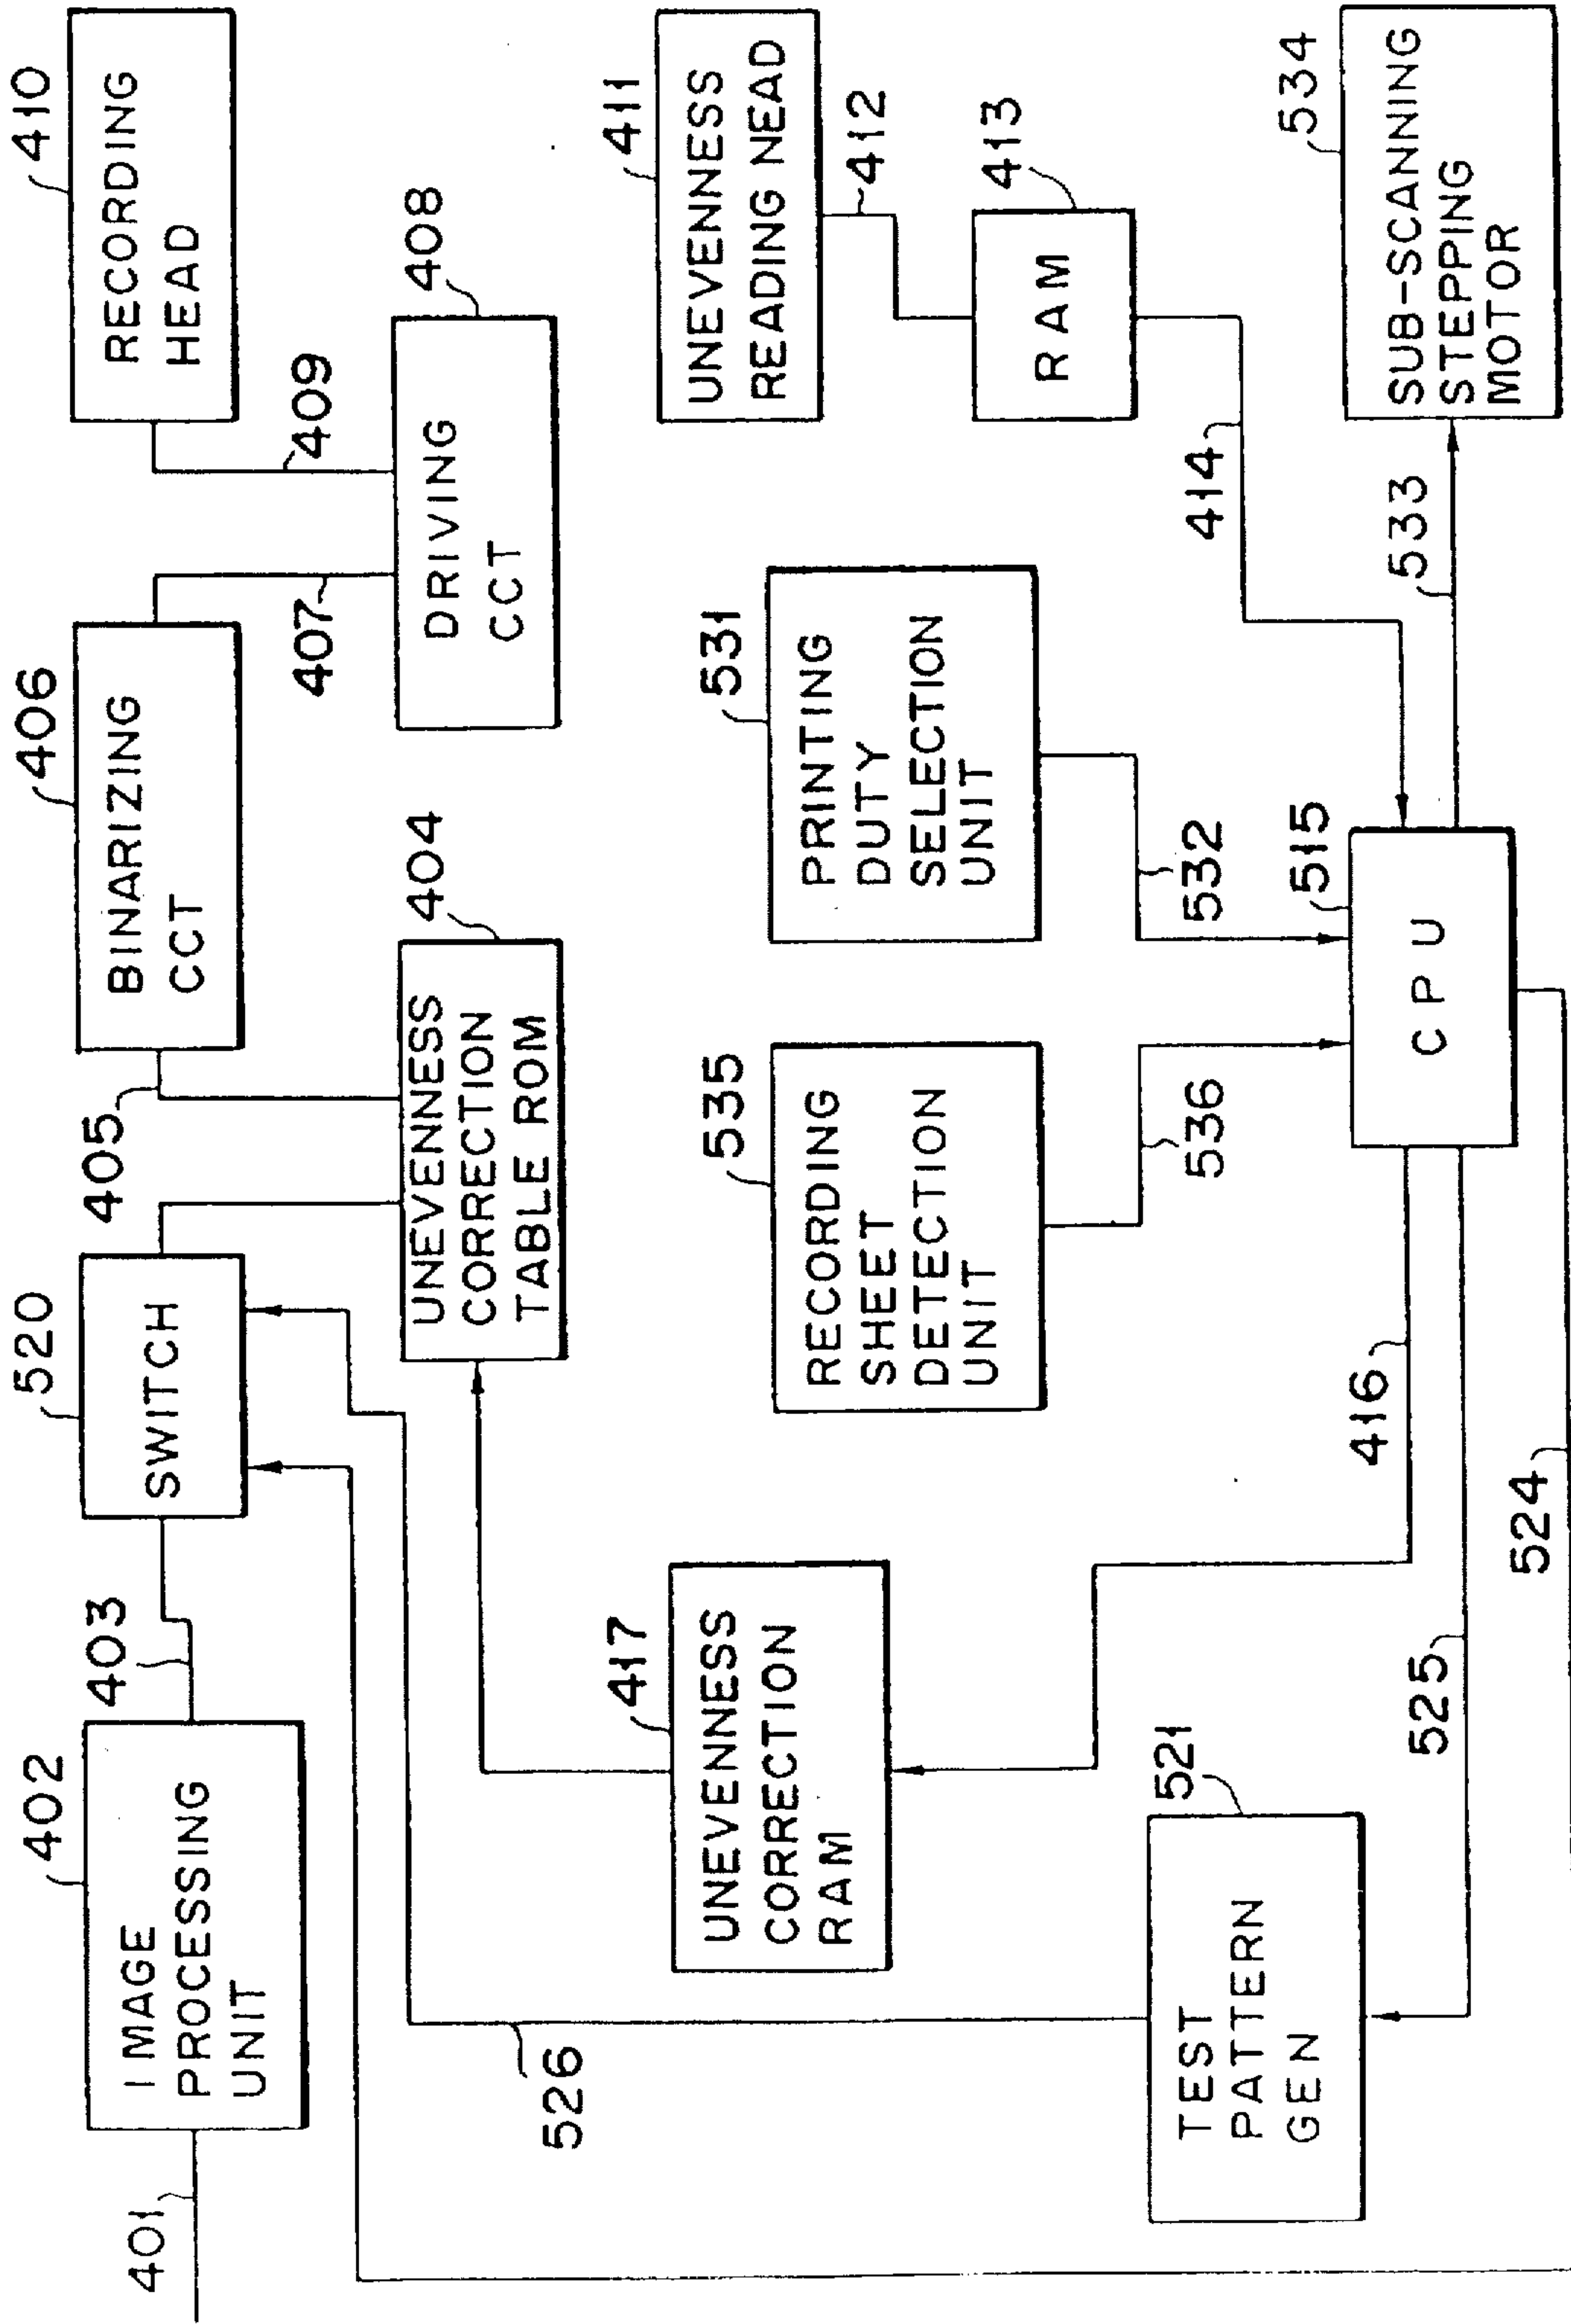 401
402
IMAGE
PROCESSING
UNIT
403
520
SWITCH
405
406
BINARIZING
CCT
407
409
410
RECORDING
HEAD
404
UNEVENNESS
CORRECTION
TABLE ROM
408
DRIVING
CCT
526
417
UNEVENNESS
CORRECTION
RAM
535
RECORDING
SHEET
DETECTION
UNIT
531
PRINTING
DUTY
SELECTION
UNIT
411
UNEVENNESS
READING NEAD
412
413
RAM
414
536
532
521
TEST
PATTERN
GEN
416
525
524
515
CPU
533
534
SUB-SCANNING
STEPPING
MOTOR